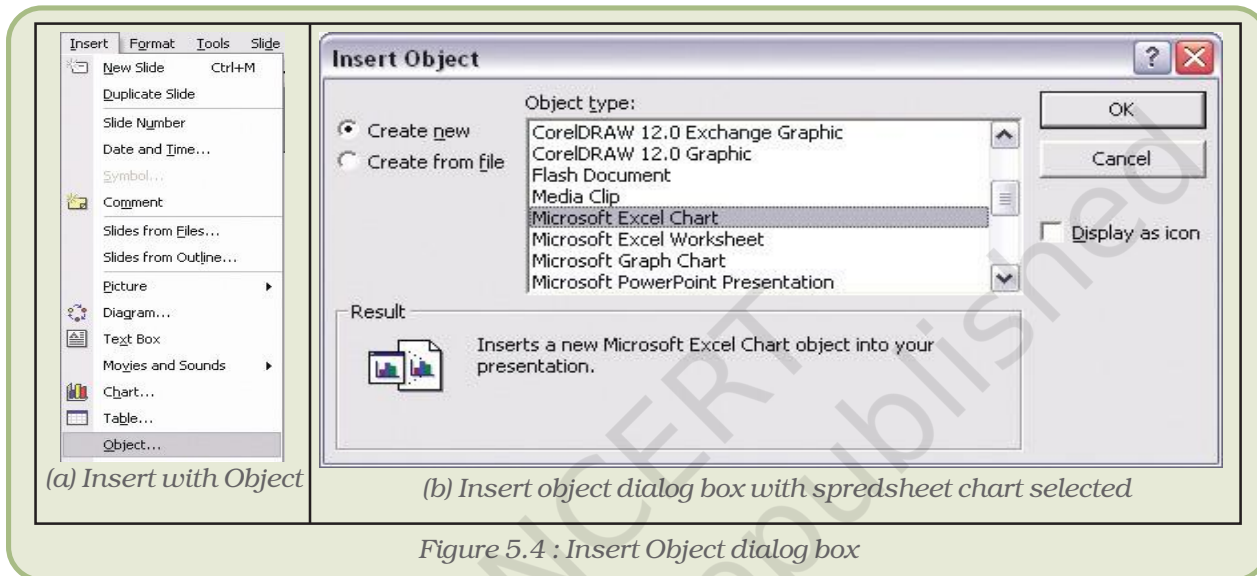 Insert Format Tools Slide
New Slide Ctrl+M
Duplicate Slide
Slide Number
Date and Time...
Symbol...
Comment
Slides from Files...
Slides from Outline...
Picture
Diagram...
Text Box
Movies and Sounds
Chart...
Table...
Object...
(a) Insert with Object
Insert Object
Create new
Create from file
Object type:
CorelDRAW 12.0 Exchange Graphic
CorelDRAW 12.0 Graphic
Flash Document
Media Clip
Microsoft Excel Chart
Microsoft Excel Worksheet
Microsoft Graph Chart
Microsoft PowerPoint Presentation
OK
Cancel
Display as icon
Result
Inserts a new Microsoft Excel Chart object into your
presentation.
(b) Insert object dialog box with spredsheet chart selected
Figure 5.4 : Insert Object dialog box
NCERT
republished